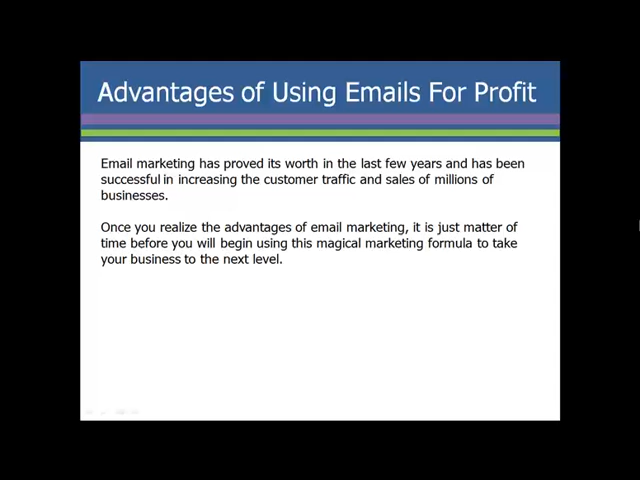 Advantages of Using Emails For Profit
Email marketing has proved its worth in the last few years and has been
successful in increasing the customer traffic and sales of millions of
businesses.
Once you realize the advantages of email marketing, it is just matter of
time before you will begin using this magical marketing formula to take
your business to the next level.